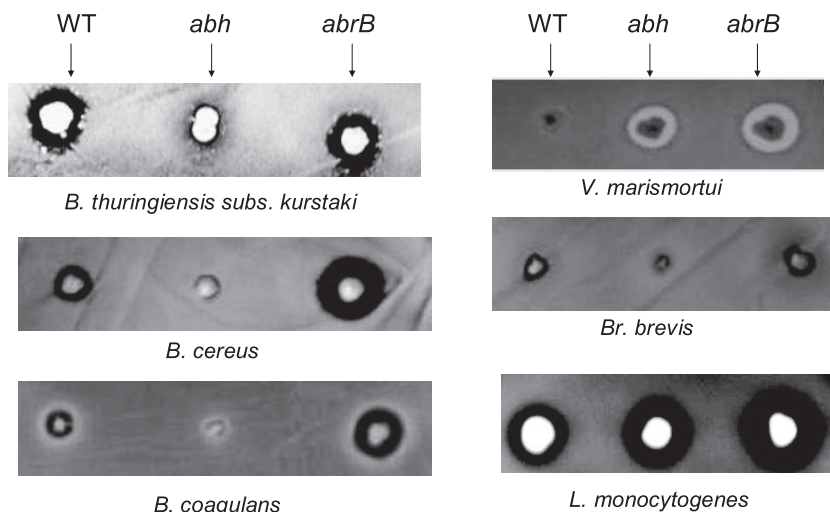 WT abh abrB
B. thuringiensis subs. kurstaki
B. cereus
B. coagulans
WT abh abrB
V. marismortui
Br. brevis
L. monocytogenes